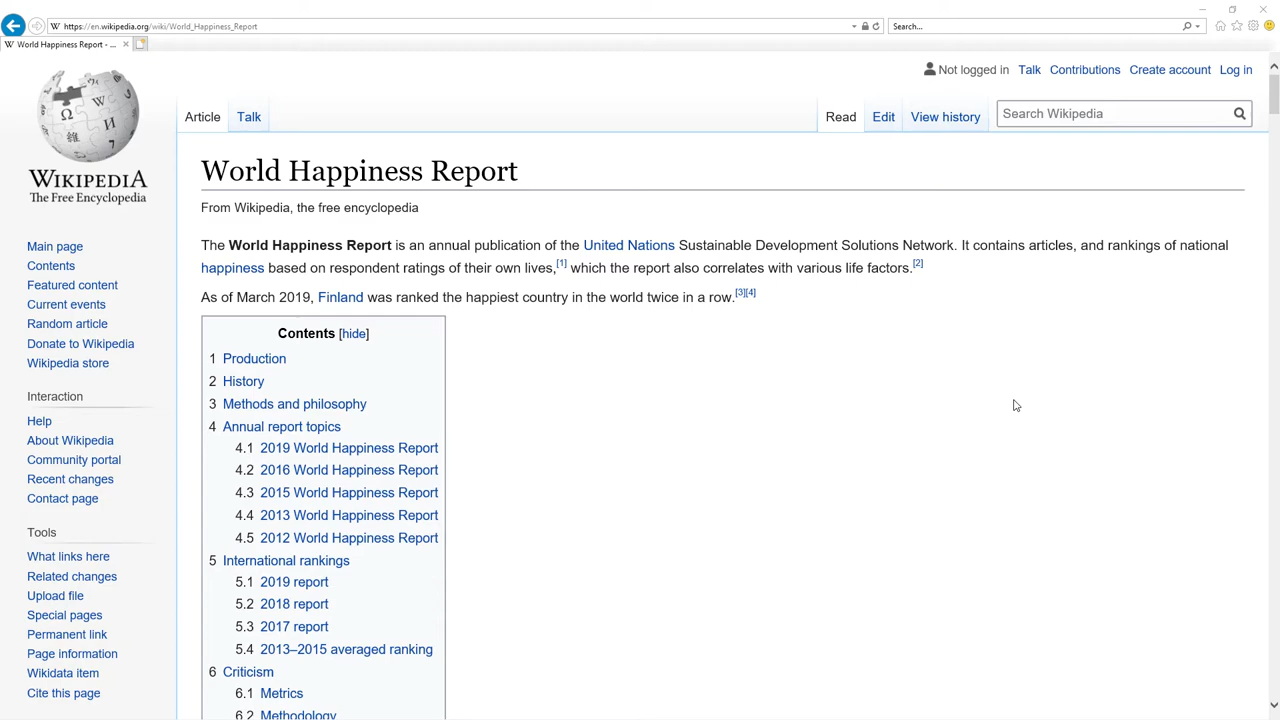 https://en.wikipedia.org/wiki/World_Happiness_Report
Search...
World Happiness Report - ...
Not logged in Talk Contributions Create account Log in
Article Talk Read Edit View history Search Wikipedia
WIKIPEDIA
The Free Encyclopedia
Main page
Contents
Featured content
Current events
Random article
Donate to Wikipedia
Wikipedia store
Interaction
Help
About Wikipedia
Community portal
Recent changes
Contact page
Tools
What links here
Related changes
Upload file
Special pages
Permanent link
Page information
Wikidata item
Cite this page
World Happiness Report
From Wikipedia, the free encyclopedia
The World Happiness Report is an annual publication of the United Nations Sustainable Development Solutions Network. It contains articles, and rankings of national
happiness based on respondent ratings of their own lives,[1] which the report also correlates with various life factors.[2]
As of March 2019, Finland was ranked the happiest country in the world twice in a row.[3][4]
Contents [hide]
1 Production
2 History
3 Methods and philosophy
4 Annual report topics
4.1 2019 World Happiness Report
4.2 2016 World Happiness Report
4.3 2015 World Happiness Report
4.4 2013 World Happiness Report
4.5 2012 World Happiness Report
5 International rankings
5.1 2019 report
5.2 2018 report
5.3 2017 report
5.4 2013–2015 averaged ranking
6 Criticism
6.1 Metrics
6.2 Methodology